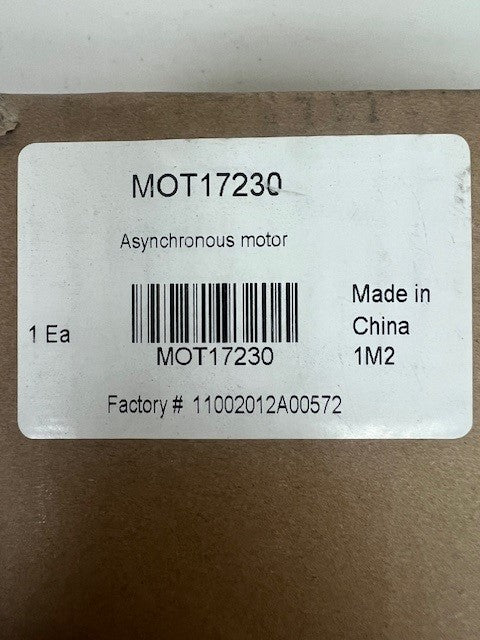 MOT17230
Asynchronous motor
1 Ea
MOT17230
Made in
China
1M2
Factory # 11002012A00572